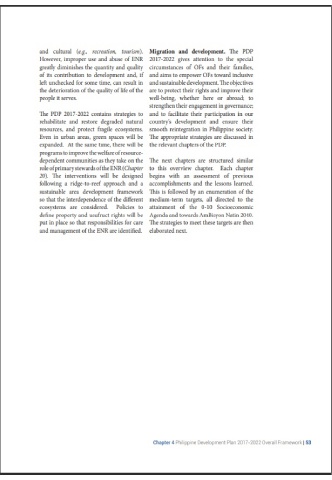 and cultural (e.g., recreation, tourism).
However, improper use and abuse of ENR
greatly diminishes the quantity and quality
of its contribution to development and, if
left unchecked for some time, can result in
the deterioration of the quality of life of the
people it serves.
The PDP 2017-2022 contains strategies to
rehabilitate and restore degraded natural
resources, and protect fragile ecosystems.
Even in urban areas, green spaces will be
expanded. At the same time, there will be
programs to improve the welfare of resource-
dependent communities as they take on the
role of primary stewards of the ENR (Chapter
20). The interventions will be designed
following a ridge-to-reef approach and a
sustainable area development framework
so that the interdependence of the different
ecosystems are considered. Policies to
define property and usufruct rights will be
put in place so that responsibilities for care
and management of the ENR are identified.
Migration and development. The PDP
2017-2022 gives attention to the special
circumstances of OFs and their families,
and aims to empower OFs toward inclusive
and sustainable development. The objectives
are to protect their rights and improve their
well-being, whether here or abroad; to
strengthen their engagement in governance;
and to facilitate their participation in our
country's development and ensure their
smooth reintegration in Philippine society.
The appropriate strategies are discussed in
the relevant chapters of the PDP.
The next chapters are structured similar
to this overview chapter. Each chapter
begins with an assessment of previous
accomplishments and the lessons learned.
This is followed by an enumeration of the
medium-term targets, all directed to the
attainment of the 0-10 Socioeconomic
Agenda and towards AmBisyon Natin 2040.
The strategies to meet these targets are then
elaborated next.
Chapter 4 Philippine Development Plan 2017-2022 Overall Framework | 53